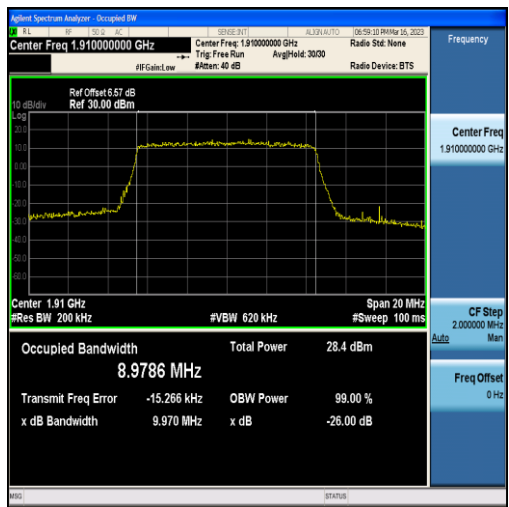 Agilent Spectrum Analyzer - Occupied BW
RL RF 50 Ω AC SENSE:INT ALIGN AUTO 06:59:10 PM Mar 16, 2023
Center Freq 1.910000000 GHz
Center Freq: 1.910000000 GHz
Radio Std: None
Trig: Free Run Avg|Hold: 30/30
#IFGain:Low #Atten: 40 dB Radio Device: BTS
Frequency
Ref Offset 6.57 dB
10 dB/div Ref 30.00 dBm
Log
20.0
10.0
0.00
-10.0
-20.0
-30.0
-40.0
-50.0
-60.0
Center 1.91 GHz Span 20 MHz
#Res BW 200 kHz #VBW 620 kHz #Sweep 100 ms
Occupied Bandwidth Total Power 28.4 dBm
8.9786 MHz
Transmit Freq Error -15.266 kHz OBW Power 99.00 %
x dB Bandwidth 9.970 MHz x dB -26.00 dB
Center Freq
1.910000000 GHz
CF Step
2.000000 MHz
Auto Man
Freq Offset
0 Hz
MSG STATUS